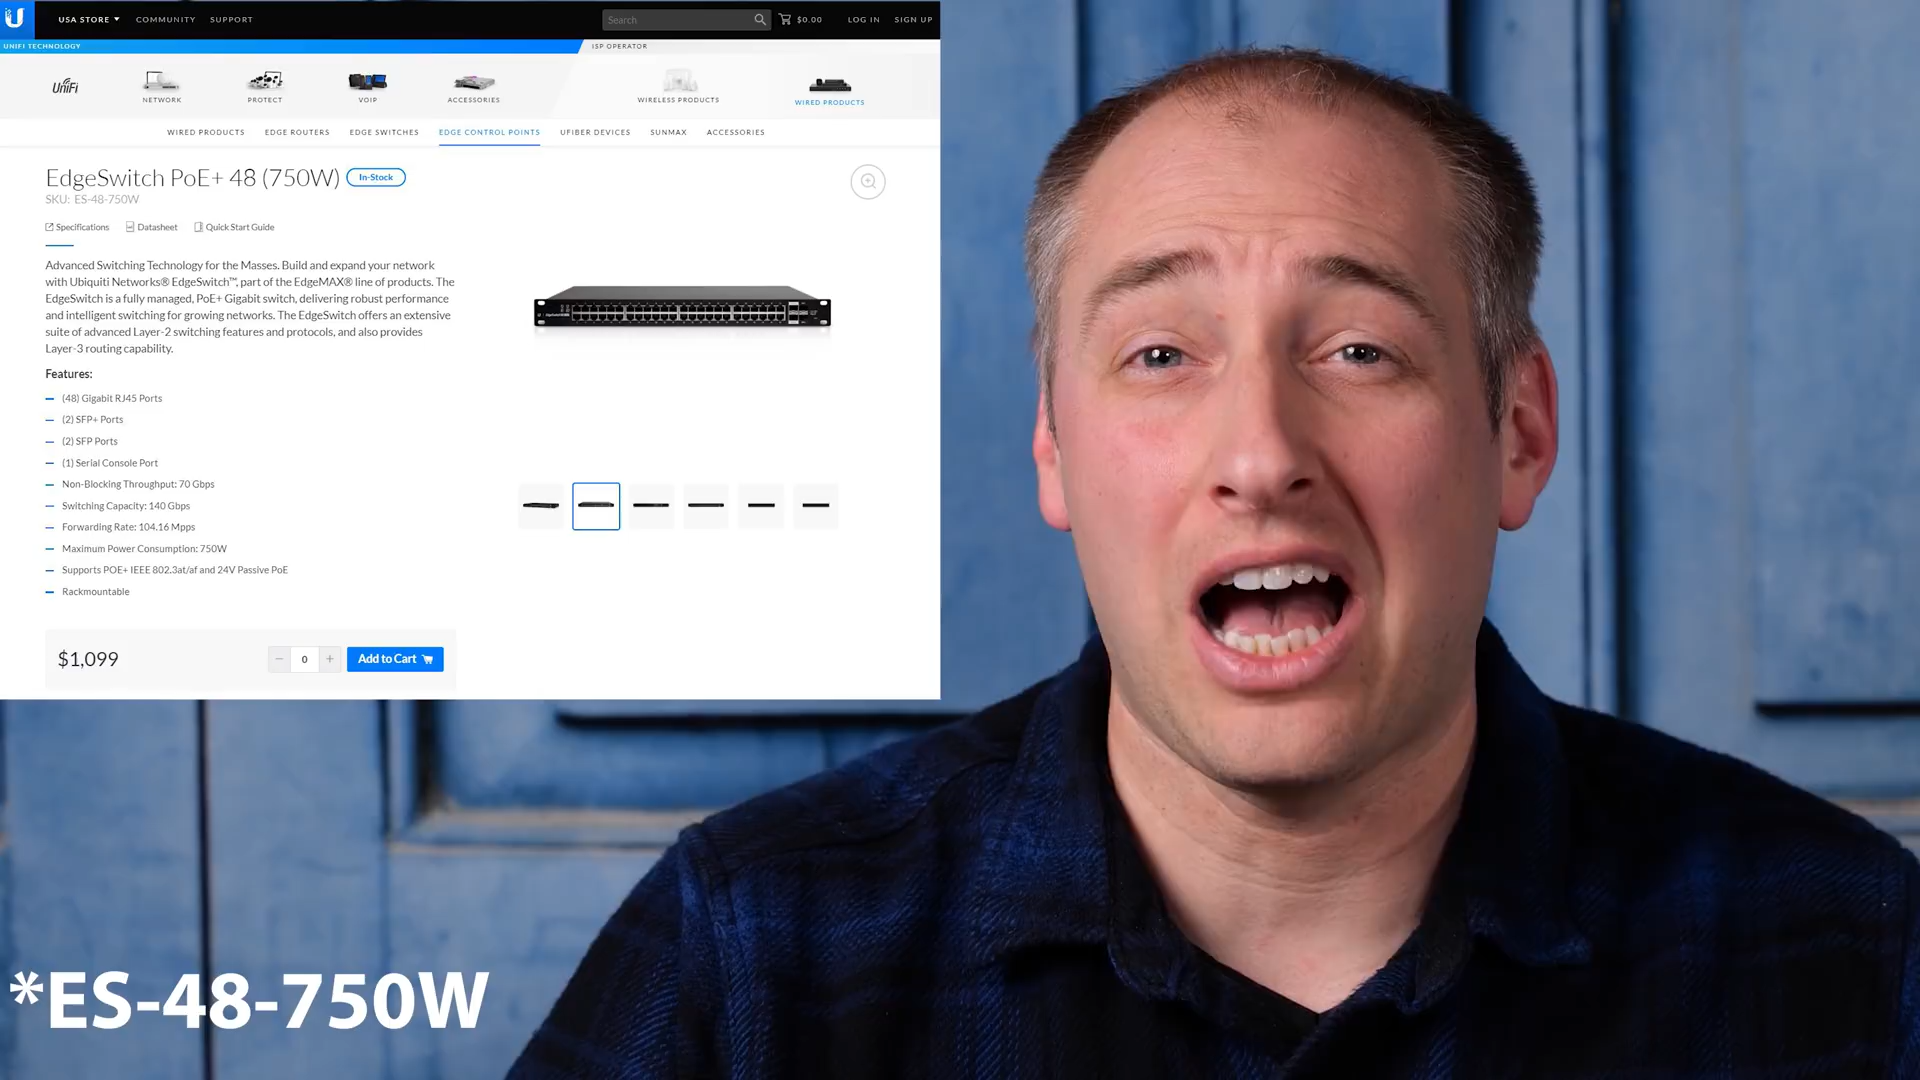 USA STORE COMMUNITY SUPPORT Search $0.00 LOG IN SIGN UP
UNIFI TECHNOLOGY ISP OPERATOR
UniFi
NETWORK PROTECT VOIP ACCESSORIES WIRELESS PRODUCTS WIRED PRODUCTS
WIRED PRODUCTS EDGE ROUTERS EDGE SWITCHES EDGE CONTROL POINTS UFIBER DEVICES SUNMAX ACCESSORIES
EdgeSwitch PoE+ 48 (750W) In-Stock
SKU: ES-48-750W
Specifications Datasheet Quick Start Guide
Advanced Switching Technology for the Masses. Build and expand your network
with Ubiquiti Networks® EdgeSwitch™, part of the EdgeMAX® line of products. The
EdgeSwitch is a fully managed, PoE+ Gigabit switch, delivering robust performance
and intelligent switching for growing networks. The EdgeSwitch offers an extensive
suite of advanced Layer-2 switching features and protocols, and also provides
Layer-3 routing capability.
Features:
(48) Gigabit RJ45 Ports
(2) SFP+ Ports
(2) SFP Ports
(1) Serial Console Port
Non-Blocking Throughput: 70 Gbps
Switching Capacity: 140 Gbps
Forwarding Rate: 104.16 Mpps
Maximum Power Consumption: 750W
Supports POE+ IEEE 802.3at/af and 24V Passive PoE
Rackmountable
$1,099 − 0 + Add to Cart
*ES-48-750W